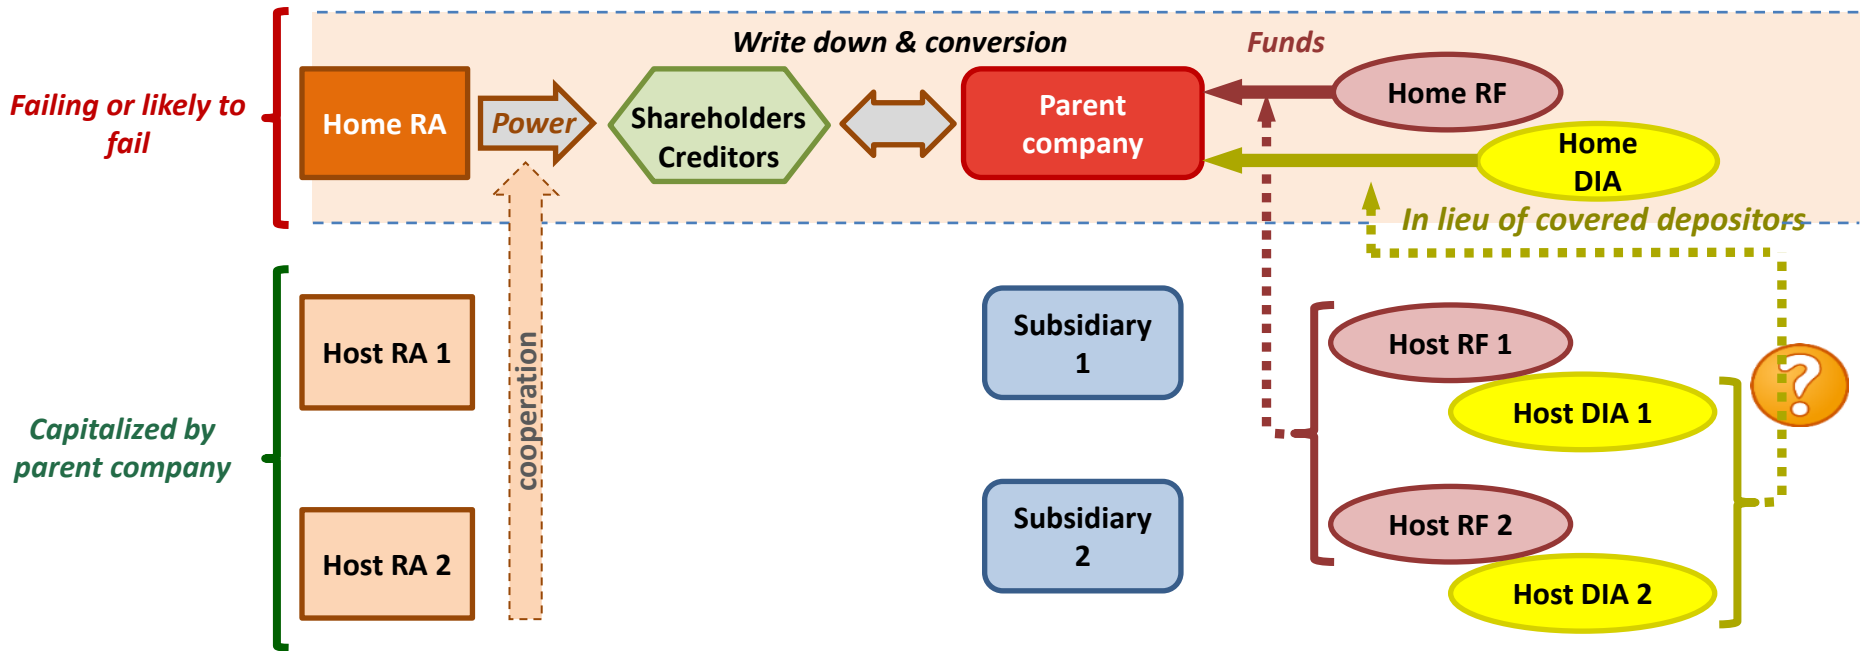 Write down & conversion
Funds
Failing or likely to
fail
Home RA
Power
Shareholders
Creditors
Parent
company
Home RF
Home
DIA
In lieu of covered depositors
Capitalized by
parent company
Host RA 1
cooperation
Subsidiary
1
Host RF 1
?
Host DIA 1
Host RA 2
Subsidiary
2
Host RF 2
Host DIA 2